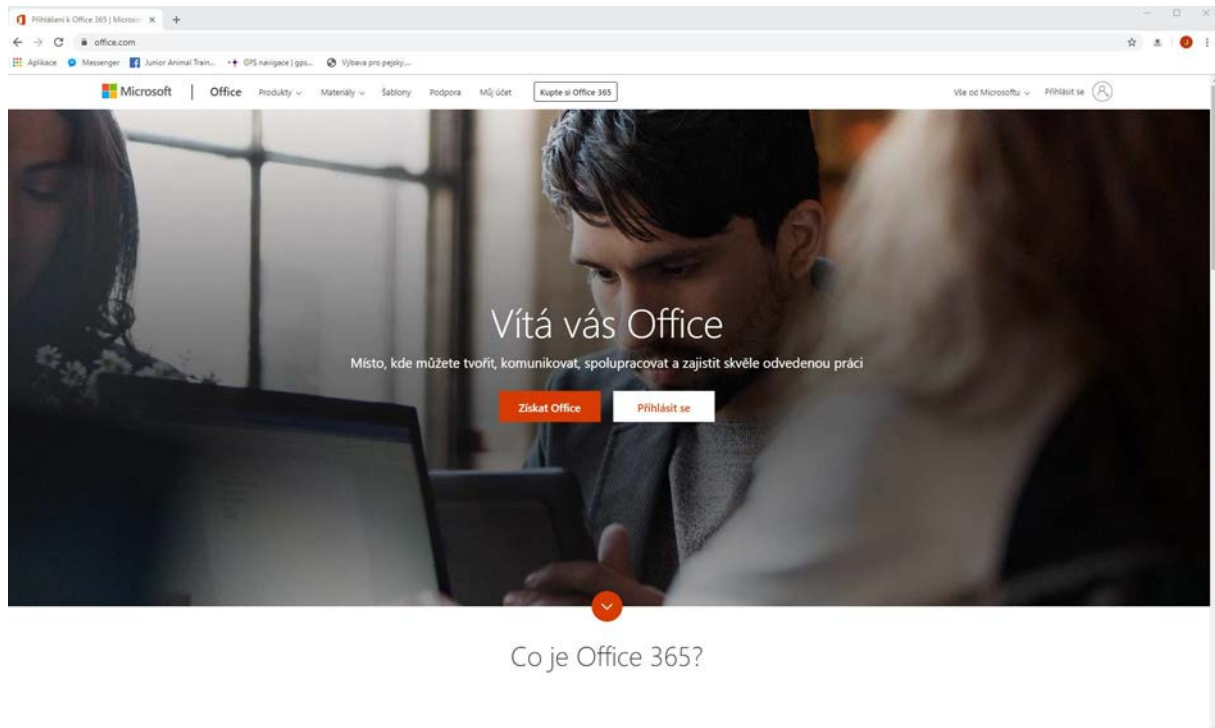 Přihlášení k Office 365 | Microsof
office.com
Aplikace Messenger Junior Animal Train... GPS navigace | gps... Výbava pro pejsky,...
Microsoft | Office Produkty Materiály Šablony Podpora Můj účet Kupte si Office 365 Vše od Microsoftu Přihlásit se
Vítá vás Office
Místo, kde můžete tvořit, komunikovat, spolupracovat a zajistit skvěle odvedenou práci
Získat Office Přihlásit se
Co je Office 365?